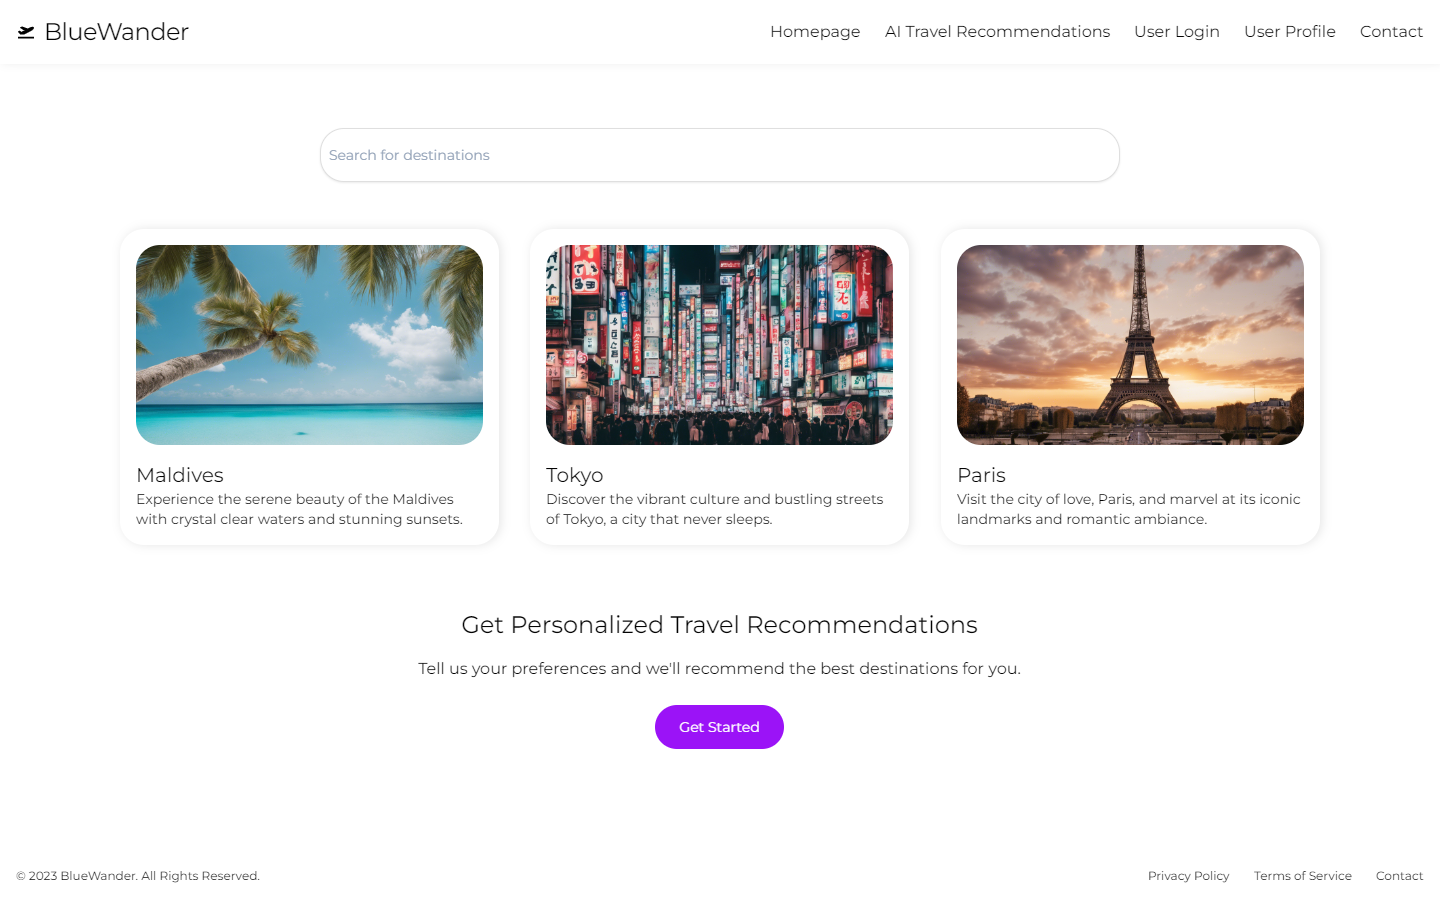 BlueWander
Homepage
AI Travel Recommendations
User Login
User Profile
Contact
Search for destinations
Maldives
Experience the serene beauty of the Maldives
with crystal clear waters and stunning sunsets.
Tokyo
Discover the vibrant culture and bustling streets
of Tokyo, a city that never sleeps.
Paris
Visit the city of love, Paris, and marvel at its iconic
landmarks and romantic ambiance.
Get Personalized Travel Recommendations
Tell us your preferences and we'll recommend the best destinations for you.
Get Started
© 2023 BlueWander. All Rights Reserved.
Privacy Policy
Terms of Service
Contact